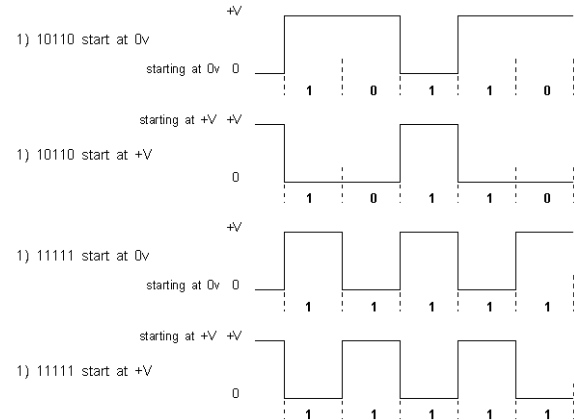 +V
1) 10110 start at 0v
starting at 0v 0
1 0 1 1 0
starting at +V +V
1) 10110 start at +V
0
1 0 1 1 0
+V
1) 11111 start at 0v
starting at 0v 0
1 1 1 1 1
starting at +V +V
1) 11111 start at +V
0
1 1 1 1 1